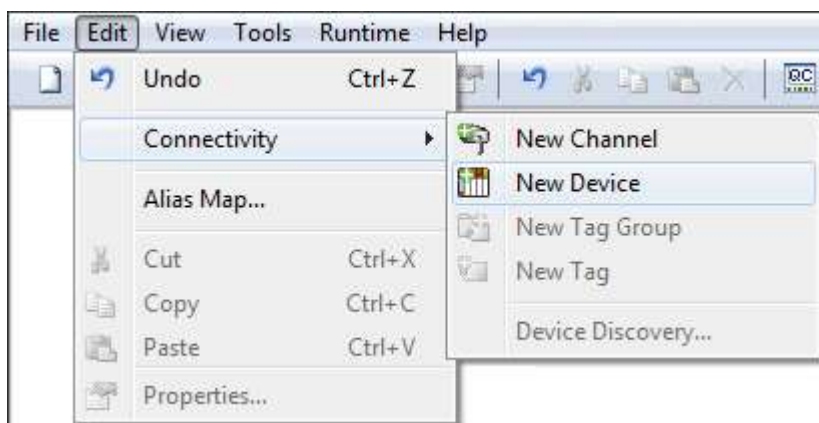 File Edit View Tools Runtime Help
Undo Ctrl+Z
QC
Connectivity
New Channel
New Device
Alias Map...
New Tag Group
New Tag
Cut Ctrl+X
Copy Ctrl+C
Device Discovery...
Paste Ctrl+V
Properties...